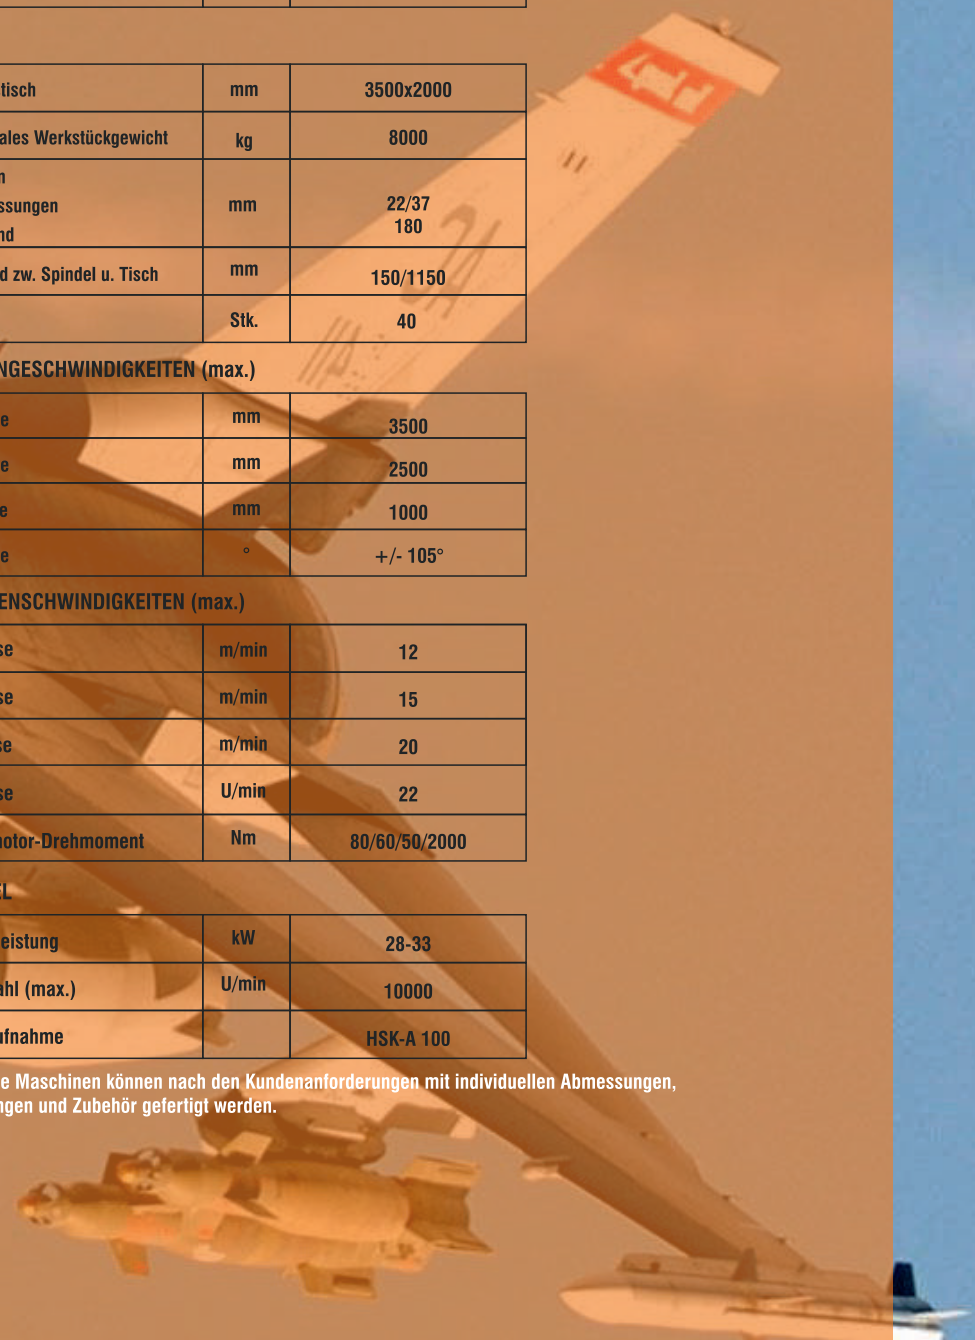 tisch mm 3500x2000
ales Werkstückgewicht kg 8000
n
ssungen mm 22/37
180
nd
d zw. Spindel u. Tisch mm 150/1150
Stk. 40
NGESCHWINDIGKEITEN (max.)
e mm 3500
e mm 2500
e mm 1000
e ° +/- 105°
ENSCHWINDIGKEITEN (max.)
se m/min 12
se m/min 15
se m/min 20
se U/min 22
notor-Drehmoment Nm 80/60/50/2000
EL
eistung kW 28-33
ahl (max.) U/min 10000
ufnahme HSK-A 100
e Maschinen können nach den Kundenanforderungen mit individuellen Abmessungen,
ngen und Zubehör gefertigt werden.